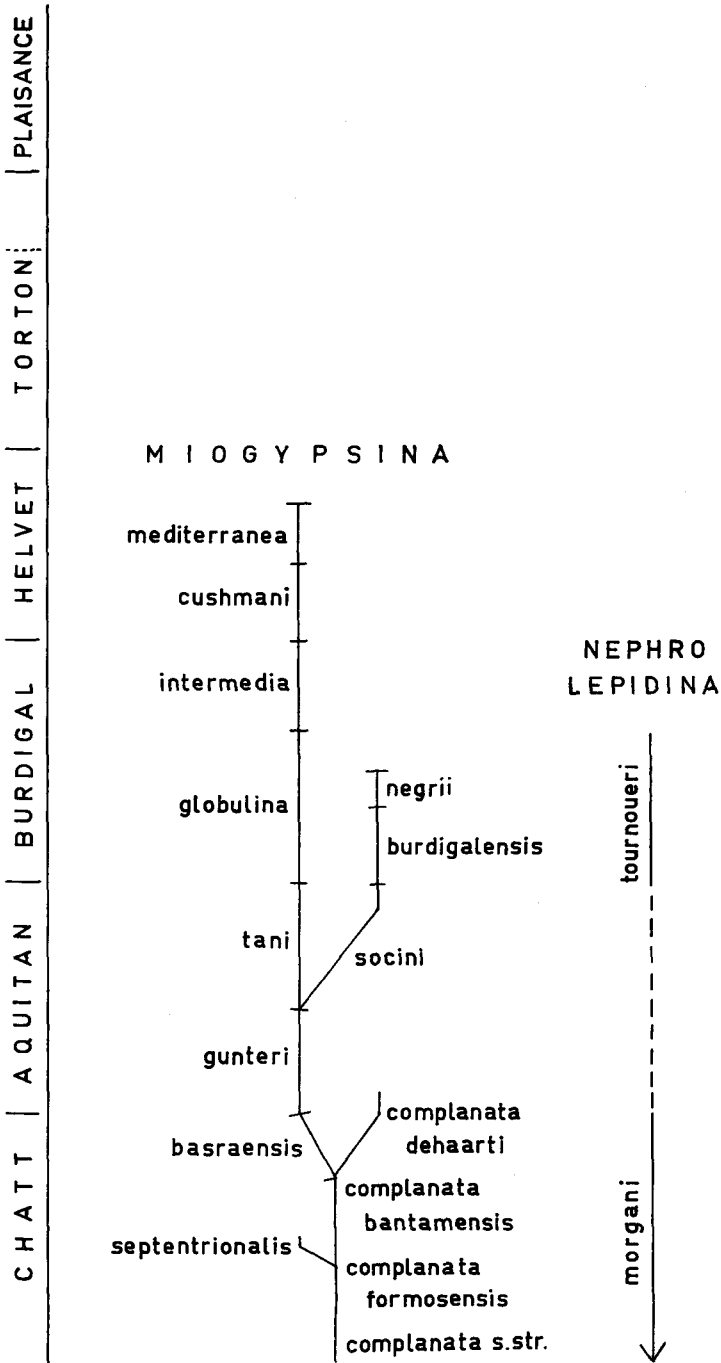 PLAISANCE
TORTON
HELVET
BURDIGAL
AQUITAN
CHATT
MIOGYPSINA
mediterranea
cushmani
intermedia
globulina
negrii
burdigalensis
tani
socini
gunteri
basraensis
complanata
dehaarti
complanata
bantamensis
septentrionalis
complanata
formosensis
complanata s.str.
NEPHRO
LEPIDINA
tournoueri
morgani